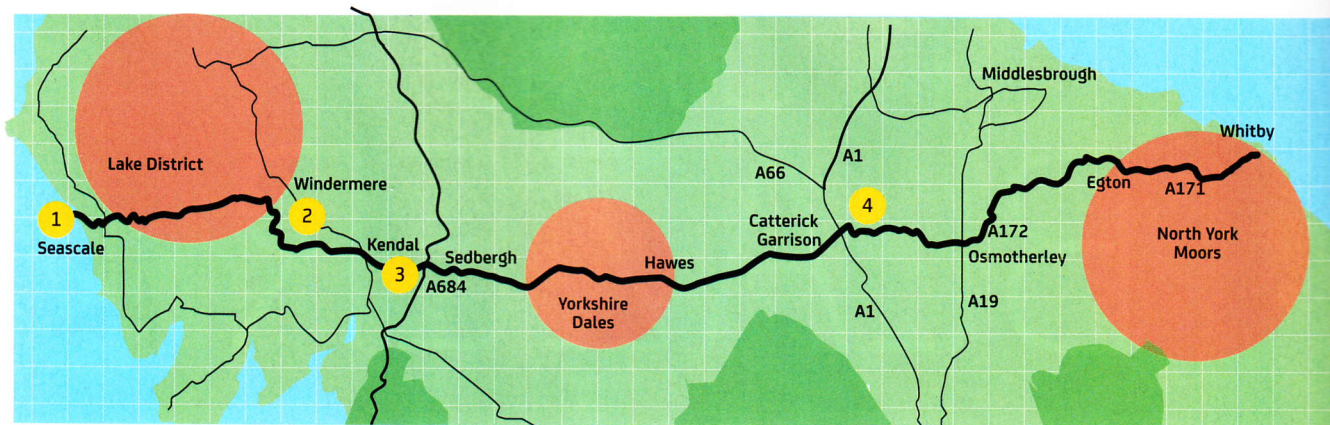 Middlesbrough
Whitby
A1
Lake District
A66
Egton
A171
Windermere
4
1
2
Catterick
Garrison
A172
North York
Moors
Seascale
Kendal
Sedbergh
Hawes
Osmotherley
3
A684
Yorkshire
Dales
A1
A19